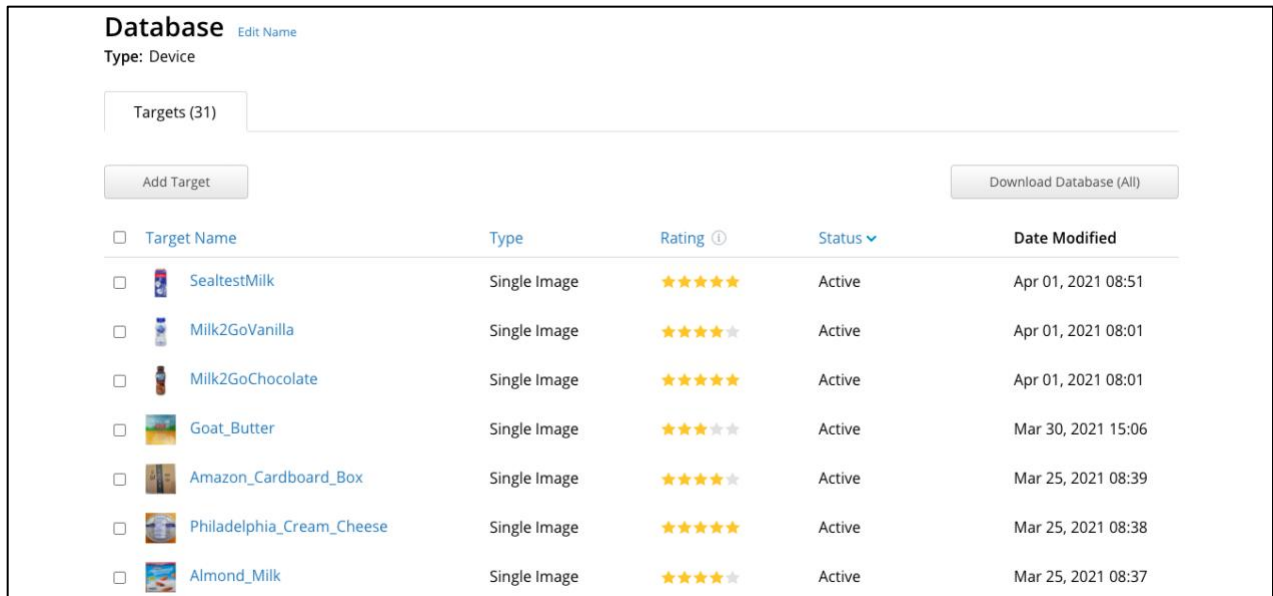 Database Edit Name
Type: Device
Targets (31)
Add Target Download Database (All)
Target Name Type Rating Status Date Modified
SealtestMilk Single Image Active Apr 01, 2021 08:51
Milk2GoVanilla Single Image Active Apr 01, 2021 08:01
Milk2GoChocolate Single Image Active Apr 01, 2021 08:01
Goat_Butter Single Image Active Mar 30, 2021 15:06
Amazon_Cardboard_Box Single Image Active Mar 25, 2021 08:39
Philadelphia_Cream_Cheese Single Image Active Mar 25, 2021 08:38
Almond_Milk Single Image Active Mar 25, 2021 08:37